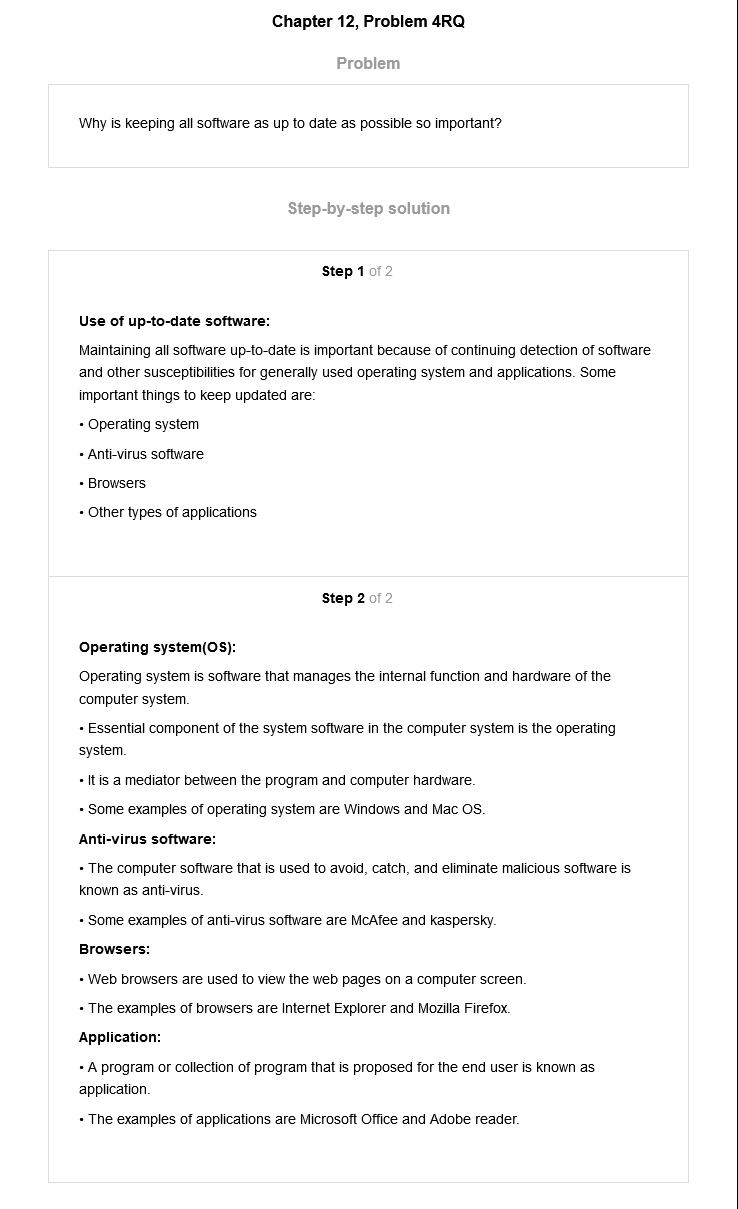 Chapter 12, Problem 4RQ
Problem
Why is keeping all software as up to date as possible so important?
Step-by-step solution
Step 1 of 2
Use of up-to-date software:
Maintaining all software up-to-date is important because of continuing detection of software
and other susceptibilities for generally used operating system and applications. Some
important things to keep updated are:
• Operating system
• Anti-virus software
• Browsers
• Other types of applications
Step 2 of 2
Operating system(OS):
Operating system is software that manages the internal function and hardware of the
computer system.
• Essential component of the system software in the computer system is the operating
system.
• It is a mediator between the program and computer hardware.
• Some examples of operating system are Windows and Mac OS.
Anti-virus software:
• The computer software that is used to avoid, catch, and eliminate malicious software is
known as anti-virus.
• Some examples of anti-virus software are McAfee and kaspersky.
Browsers:
• Web browsers are used to view the web pages on a computer screen.
• The examples of browsers are Internet Explorer and Mozilla Firefox.
Application:
• A program or collection of program that is proposed for the end user is known as
application.
• The examples of applications are Microsoft Office and Adobe reader.